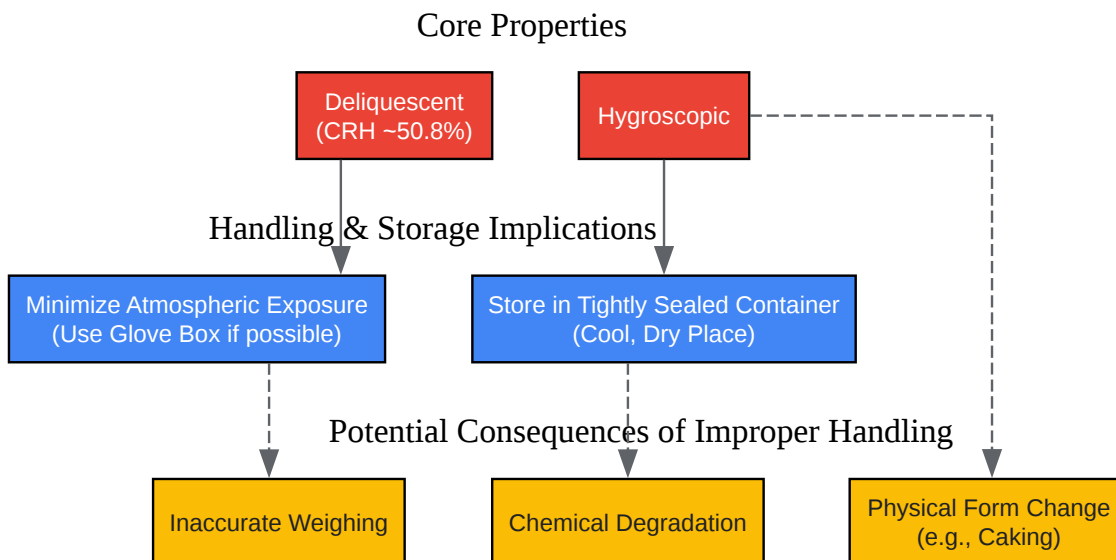 Core Properties
Deliquescent
(CRH ~50.8%)
Hygroscopic
Handling & Storage Implications
Minimize Atmospheric Exposure
(Use Glove Box if possible)
Store in Tightly Sealed Container
(Cool, Dry Place)
Potential Consequences of Improper Handling
Inaccurate Weighing
Chemical Degradation
Physical Form Change
(e.g., Caking)